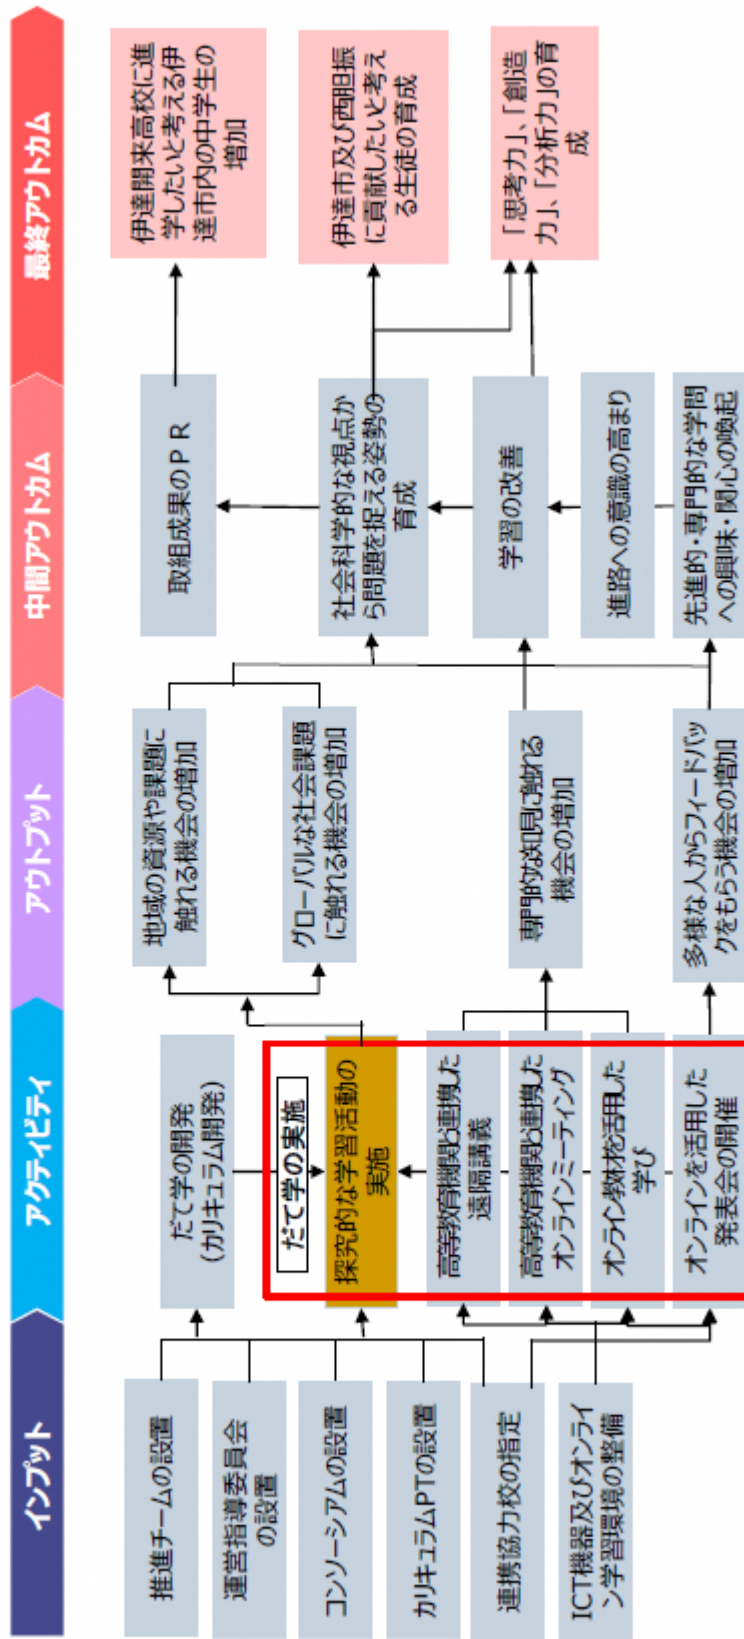 インプット
アクティビティ
アウトプット
中間アウトカム
最終アウトカム
推進チームの設置
運営指導委員会
の設置
コンソーシアムの設置
カリキュラムPTの設置
連携協力校の指定
ICT機器及びオンライ
ン学習環境の整備
だて学の開発
(カリキュラム開発)
だて学の実施
探究的な学習活動の
実施
高等教育機関と連携した
遠隔講義
高等教育機関と連携した
オンラインミーティング
オンライン教材を活用した
学び
オンラインを活用した
発表会の開催
地域の資源や課題に
触れる機会の増加
グローバルな社会課題
に触れる機会の増加
専門的な知見に触れる
機会の増加
多様な人からフィードバッ
クをもらう機会の増加
取組成果のPR
社会科学的な視点か
ら問題を捉える姿勢の
育成
学習の改善
進路への意識の高まり
先進的・専門的な学問
への興味・関心の喚起
伊達開来高校に進
学したいと考える伊
達市内の中学生の
増加
伊達市及び西胆振
に貢献したいと考え
る生徒の育成
「思考力」、「創造
力」、「分析力」の育
成